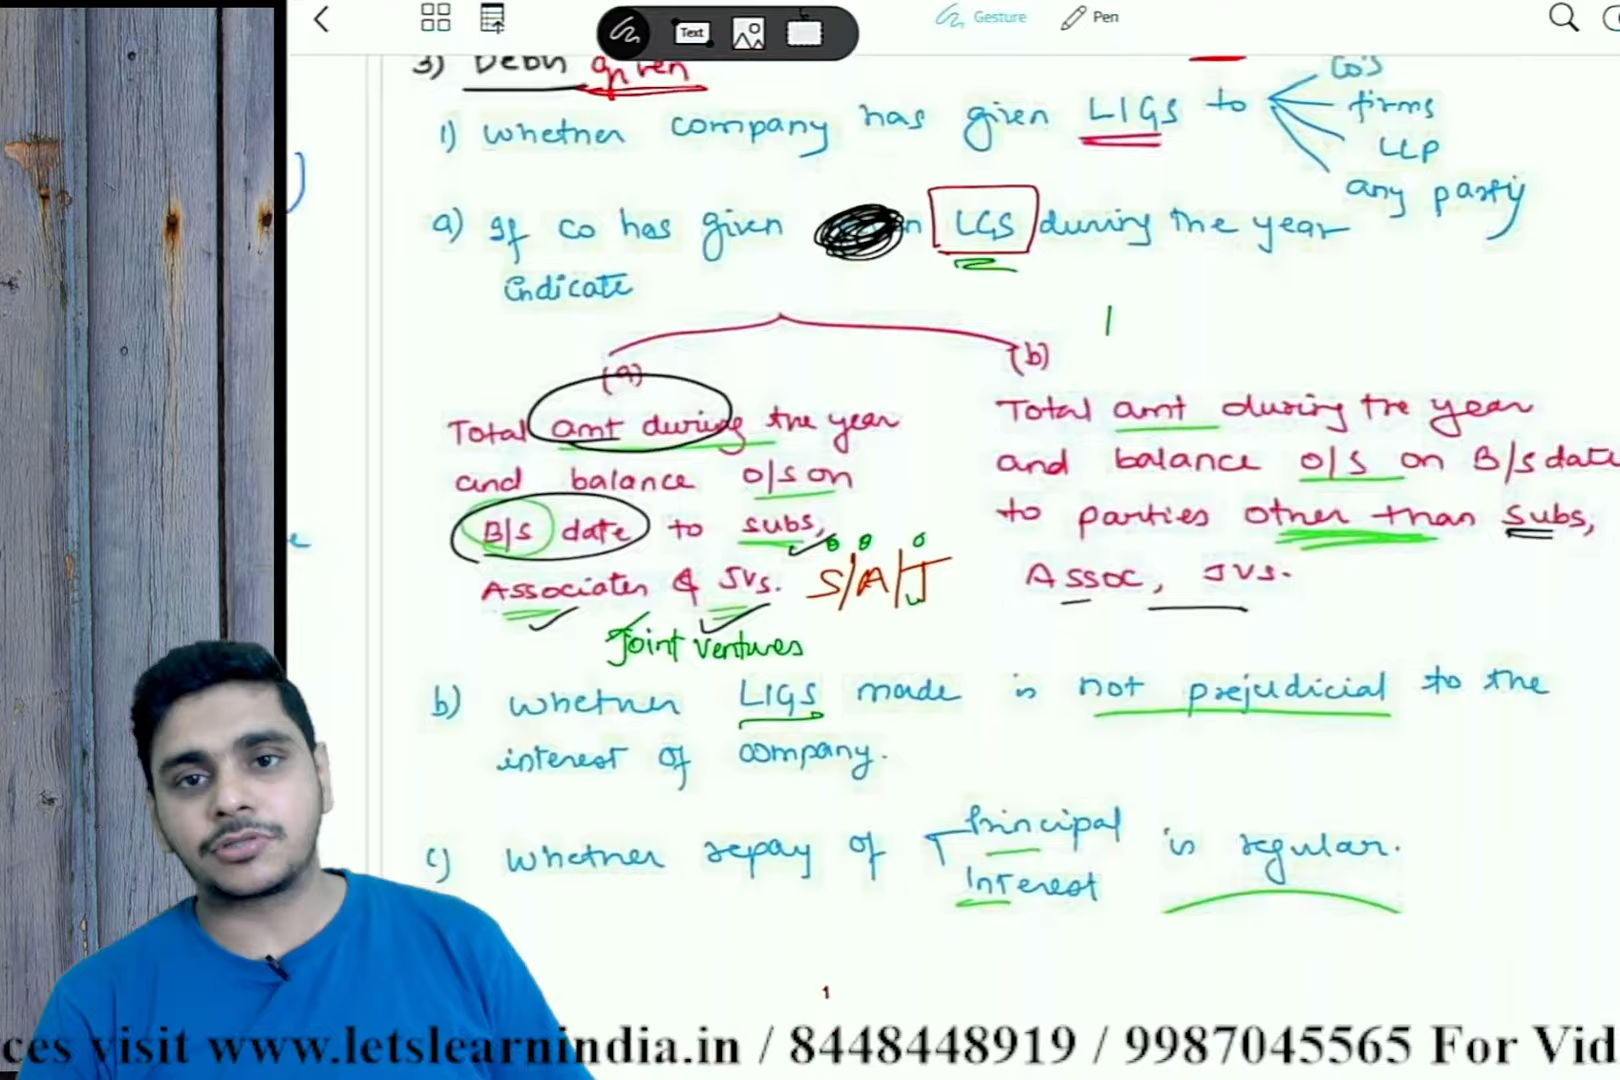 Text
Gesture
Pen
3) Debtr given
1) whether company has given LIGS to
Co's
firms
LLP
any party
a) If co has given n LGS during the year
Indicate
(a)
Total amt during the year
and balance o/s on
B/s date to subs,
Associates & JVs. S/A/J
Joint Ventures
(b)
Total amt during the year
and balance o/s on B/s date
to parties other than subs,
Assoc, JVs.
b) whether LIGS made is not prejudicial to the
interest of company.
c) whether repay of Principal is regular.
Interest
1
ces visit www.letslearnindia.in / 8448448919 / 9987045565 For Vid